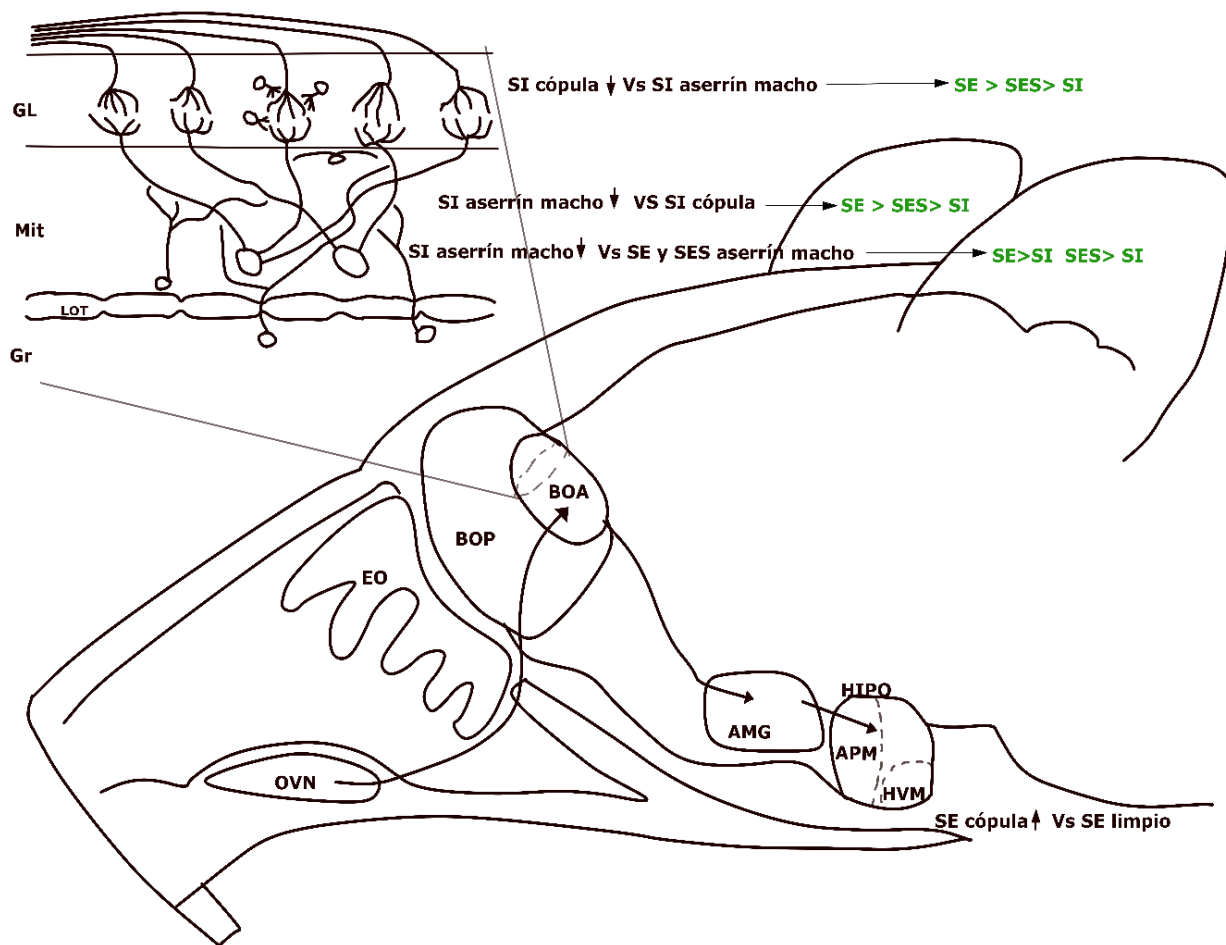 GL
SI cópula ↓ Vs SI aserrín macho → SE > SES> SI
SI aserrín macho ↓ VS SI cópula → SE > SES> SI
Mit
SI aserrín macho ↓ Vs SE y SES aserrín macho → SE>SI SES> SI
LOT
Gr
BOA
BOP
EO
HIPO
AMG
APM
OVN
HVM
SE cópula ↑ Vs SE limpio